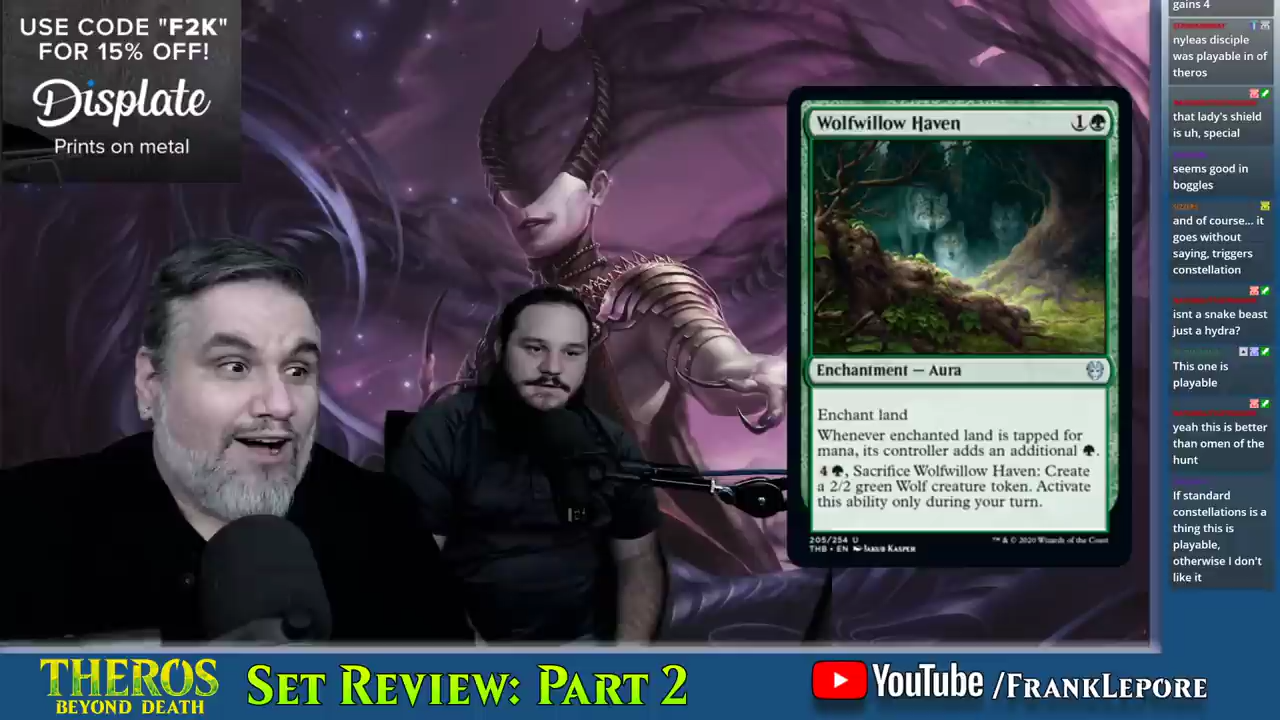 USE CODE "F2K"
FOR 15% OFF!
Displate
Prints on metal
Wolfwillow Haven 1
Enchantment — Aura
Enchant land
Whenever enchanted land is tapped for
mana, its controller adds an additional .
4 , Sacrifice Wolfwillow Haven: Create
a 2/2 green Wolf creature token. Activate
this ability only during your turn.
205/254 U
THB • EN Jakub Kasper
™ & © 2020 Wizards of the Coast
gains 4
nyleas disciple
was playable in of
theros
that lady's shield
is uh, special
seems good in
boggles
and of course... it
goes without
saying, triggers
constellation
isnt a snake beast
just a hydra?
This one is
playable
yeah this is better
than omen of the
hunt
If standard
constellations is a
thing this is
playable,
otherwise I don't
like it
THEROS
BEYOND DEATH
SET REVIEW: PART 2
YouTube /FRANKLEPORE